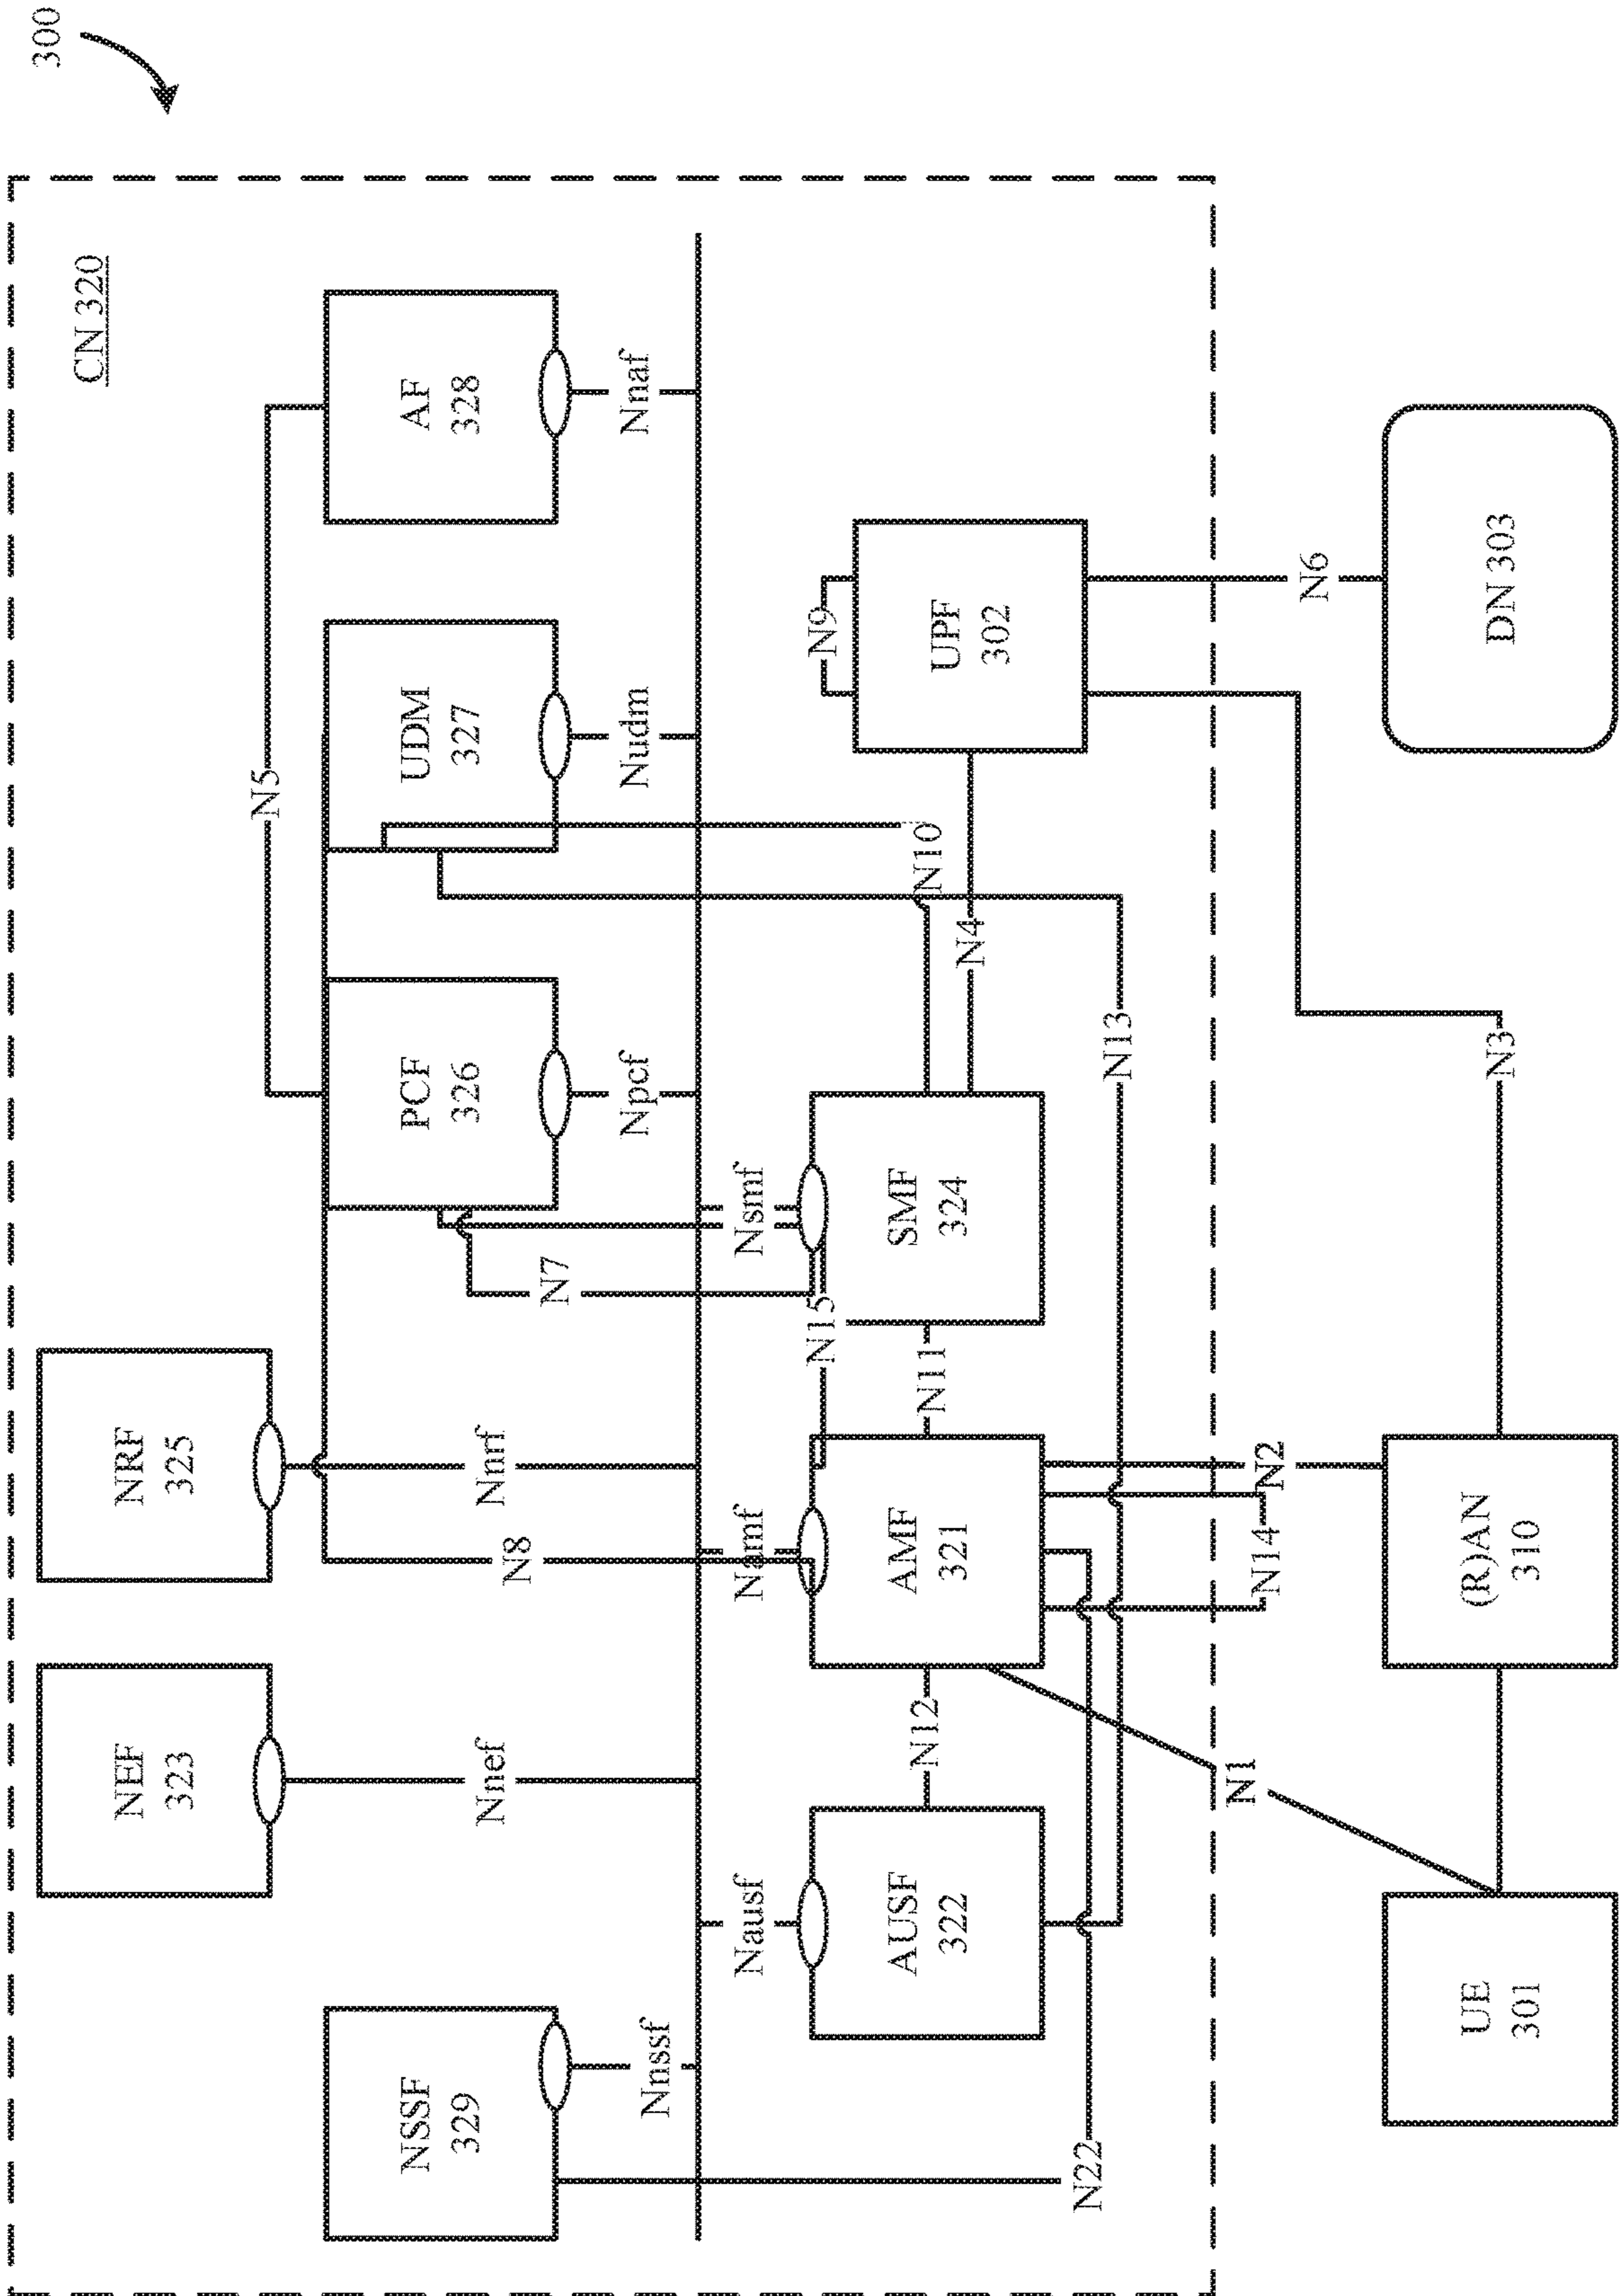 300
CN 320
NEF
323
NRF
325
N5
NSSF
329
PCF
326
UDM
327
AF
328
N8
Nnef
Nnrf
N7
Nnssf
Npcf
Nudm
Nnaf
Nausf
Namf
Nsmf
N15
N9
AUSF
322
N12
AMF
321
N11
SMF
324
N10
N4
UPF
302
N22
N13
N1
N14
N2
N6
UE
301
(R)AN
310
N3
DN 303